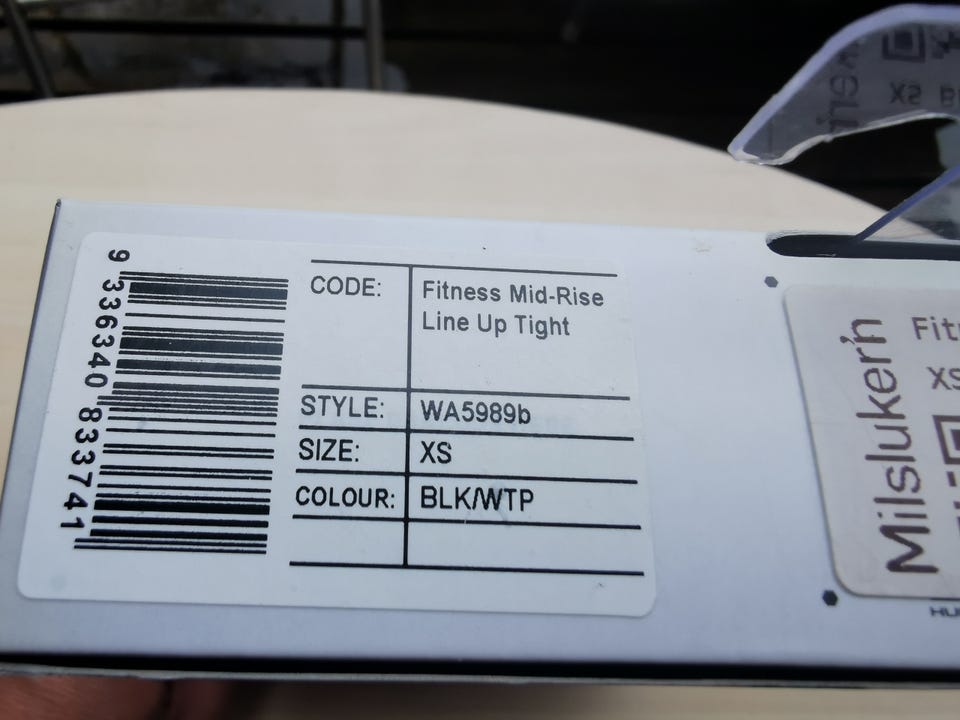 9 336340 833741
CODE: Fitness Mid-Rise
Line Up Tight
STYLE: WA5989b
SIZE: XS
COLOUR: BLK/WTP
Milslukern
XS